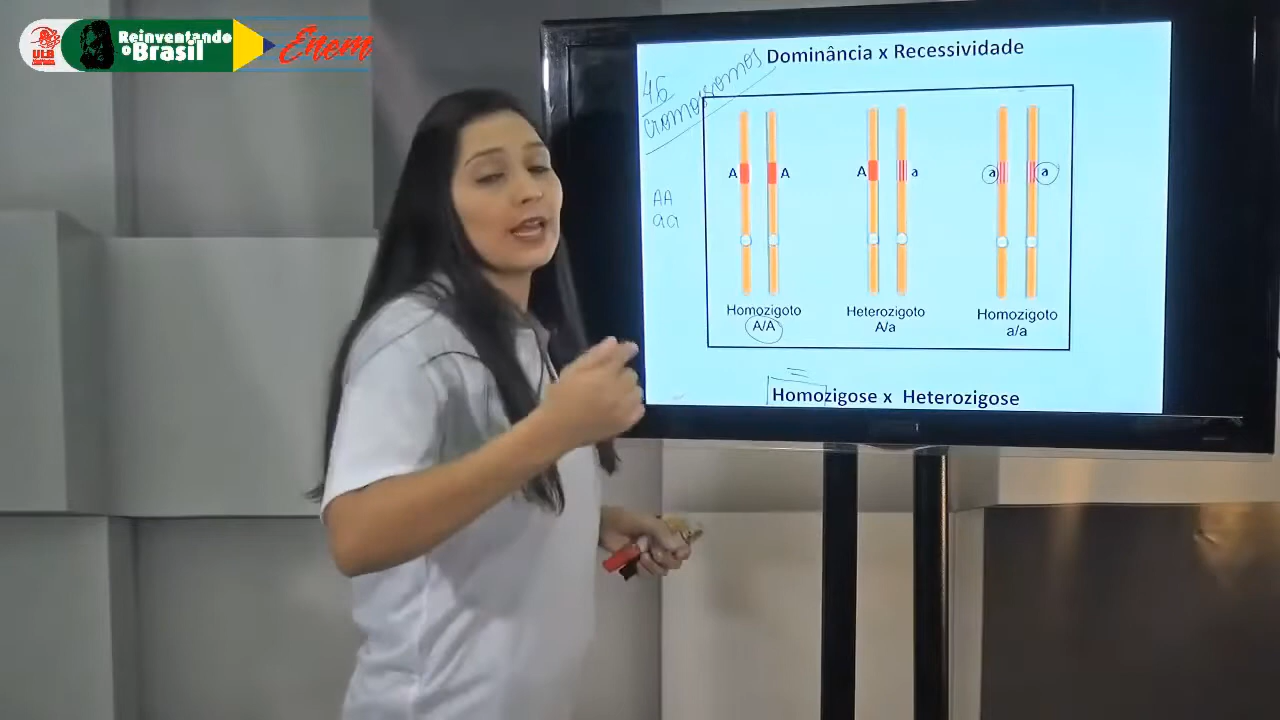 Reinventando
o Brasil
Enem
Dominância x Recessividade
46
cromossomos
AA
aa
A A
A a
a a
Homozigoto
A/A
Heterozigoto
A/a
Homozigoto
a/a
=
Homozigose x Heterozigose